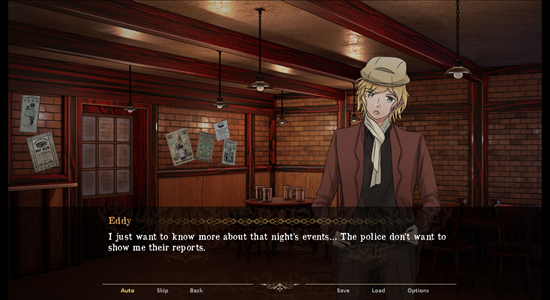 Eddy
I just want to know more about that night's events... The police don't want to
show me their reports.
Auto Skip Back Save Load Options